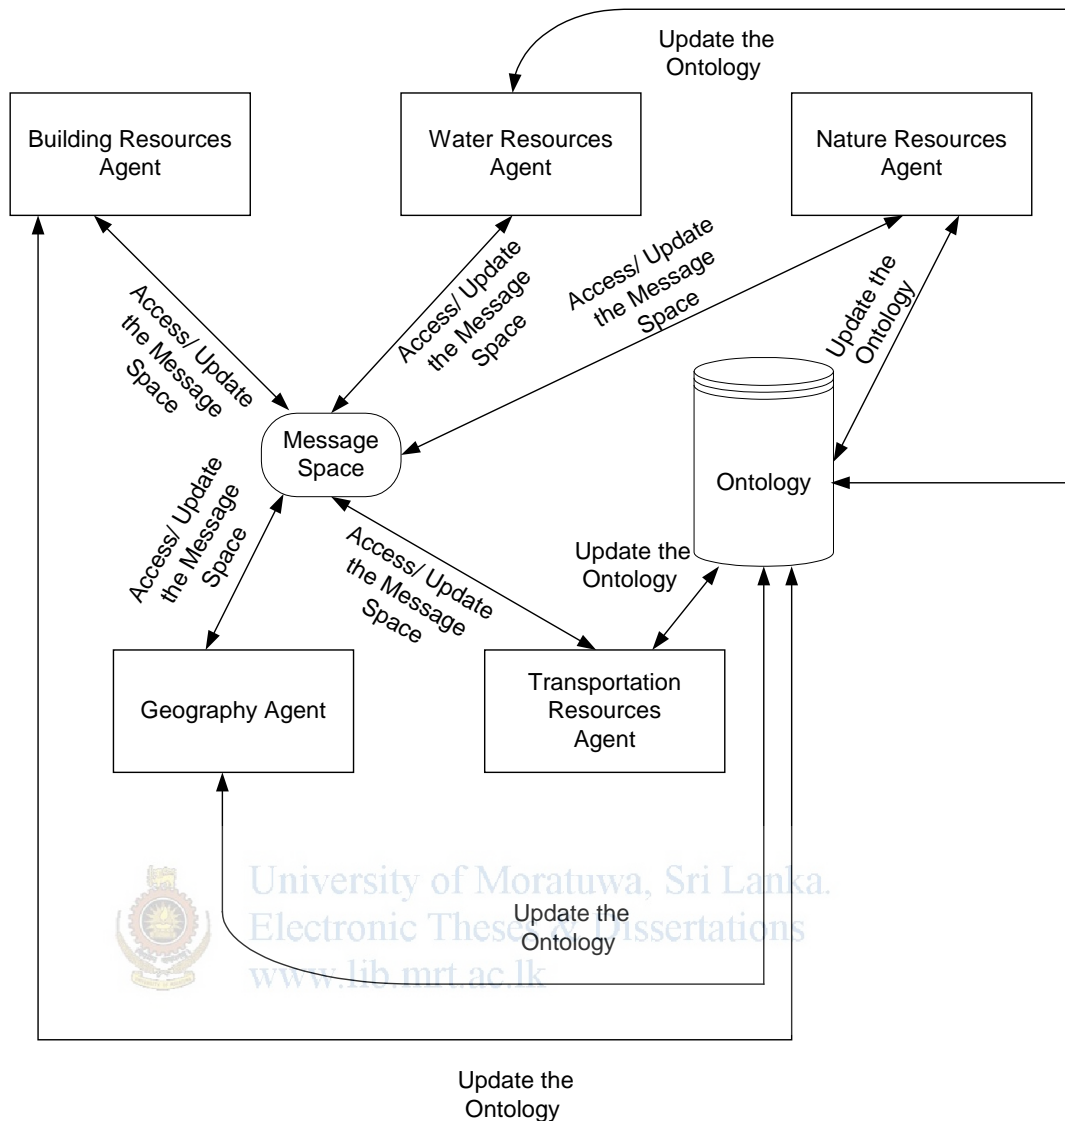 Update the
Ontology
Building Resources
Agent
Water Resources
Agent
Nature Resources
Agent
Access/ Update
the Message
Space
Access/ Update
the Message
Space
Access/ Update
the Message
Space
Update the
Ontology
Message
Space
Ontology
Access/ Update
the Message
Space
Access/ Update
the Message
Space
Update the
Ontology
Geography Agent
Transportation
Resources
Agent
University of Moratuwa, Sri Lanka.
Electronic Theses & Dissertations
www.lib.mrt.ac.lk
Update the
Ontology
Update the
Ontology